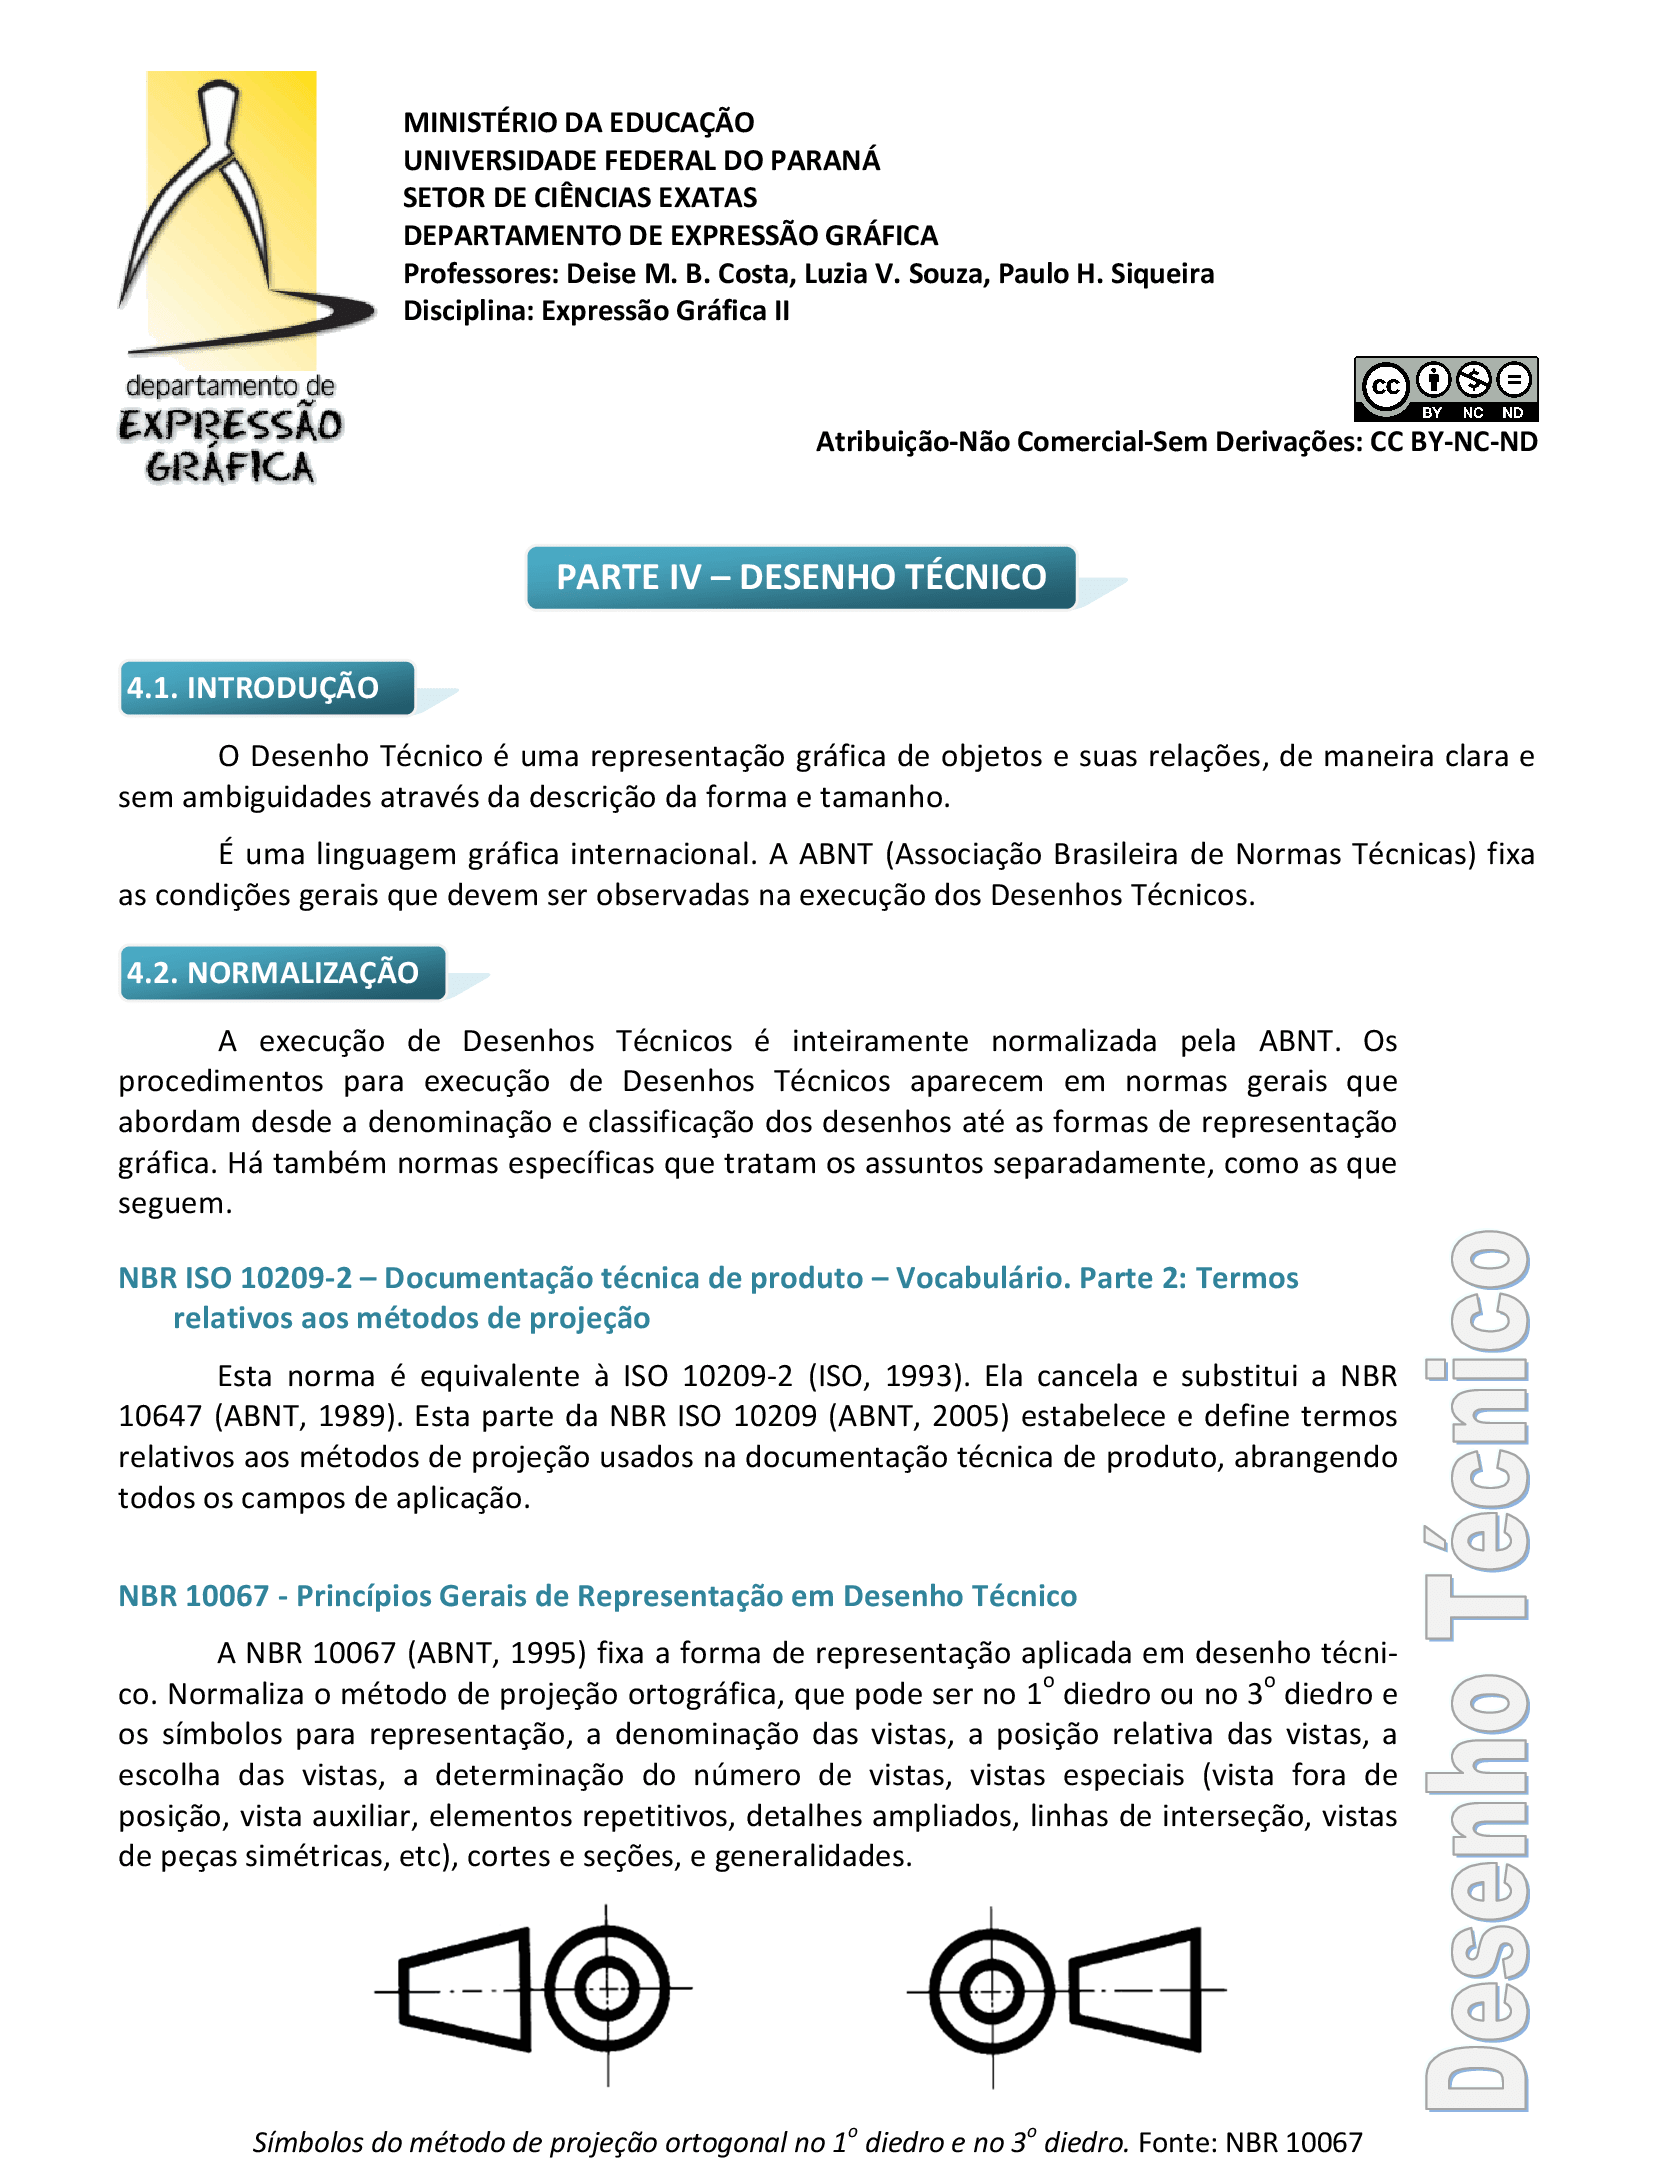 MINISTÉRIO DA EDUCAÇÃO
UNIVERSIDADE FEDERAL DO PARANÁ
SETOR DE CIÊNCIAS EXATAS
DEPARTAMENTO DE EXPRESSÃO GRÁFICA
Professores: Deise M. B. Costa, Luzia V. Souza, Paulo H. Siqueira
Disciplina: Expressão Gráfica II
departamento de
EXPRESSÃO
GRÁFICA
cc
BY NC ND
Atribuição-Não Comercial-Sem Derivações: CC BY-NC-ND
PARTE IV – DESENHO TÉCNICO
4.1. INTRODUÇÃO
O Desenho Técnico é uma representação gráfica de objetos e suas relações, de maneira clara e
sem ambiguidades através da descrição da forma e tamanho.
É uma linguagem gráfica internacional. A ABNT (Associação Brasileira de Normas Técnicas) fixa
as condições gerais que devem ser observadas na execução dos Desenhos Técnicos.
4.2. NORMALIZAÇÃO
A execução de Desenhos Técnicos é inteiramente normalizada pela ABNT. Os
procedimentos para execução de Desenhos Técnicos aparecem em normas gerais que
abordam desde a denominação e classificação dos desenhos até as formas de representação
gráfica. Há também normas específicas que tratam os assuntos separadamente, como as que
seguem.
NBR ISO 10209-2 – Documentação técnica de produto – Vocabulário. Parte 2: Termos
relativos aos métodos de projeção
Esta norma é equivalente à ISO 10209-2 (ISO, 1993). Ela cancela e substitui a NBR
10647 (ABNT, 1989). Esta parte da NBR ISO 10209 (ABNT, 2005) estabelece e define termos
relativos aos métodos de projeção usados na documentação técnica de produto, abrangendo
todos os campos de aplicação.
NBR 10067 - Princípios Gerais de Representação em Desenho Técnico
A NBR 10067 (ABNT, 1995) fixa a forma de representação aplicada em desenho técni-
co. Normaliza o método de projeção ortográfica, que pode ser no 1º diedro ou no 3º diedro e
os símbolos para representação, a denominação das vistas, a posição relativa das vistas, a
escolha das vistas, a determinação do número de vistas, vistas especiais (vista fora de
posição, vista auxiliar, elementos repetitivos, detalhes ampliados, linhas de interseção, vistas
de peças simétricas, etc), cortes e seções, e generalidades.
Símbolos do método de projeção ortogonal no 1º diedro e no 3º diedro. Fonte: NBR 10067
Desenho Técnico